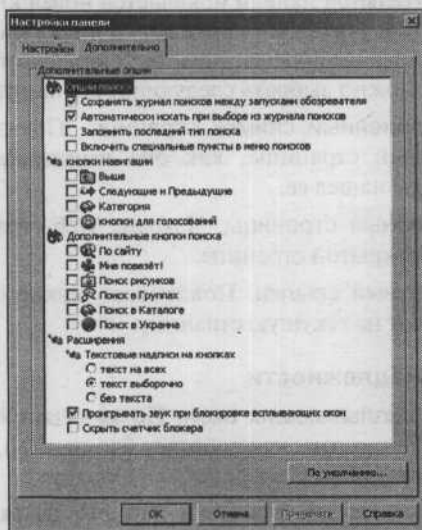 Настройки панели
Настройки Дополнительно
Дополнительные опции
опции поиска
Сохранять журнал поисков между запусками обозревателя
Автоматически искать при выборе из журнала поисков
Запомнить последний тип поиска
Включить специальные пункты в меню поисков
кнопки навигации
Выше
Следующие и Предыдущие
Категория
кнопки для голосований
Дополнительные кнопки поиска
По сайту
Мне повезёт!
Поиск рисунков
Поиск в Группах
Поиск в Каталоге
Поиск в Украине
Расширения
Текстовые надписи на кнопках
текст на всех
текст выборочно
без текста
Проигрывать звук при блокировке всплывающих окон
Скрыть счетчик блокера
По умолчанию...
OK Отмена Применить Справка